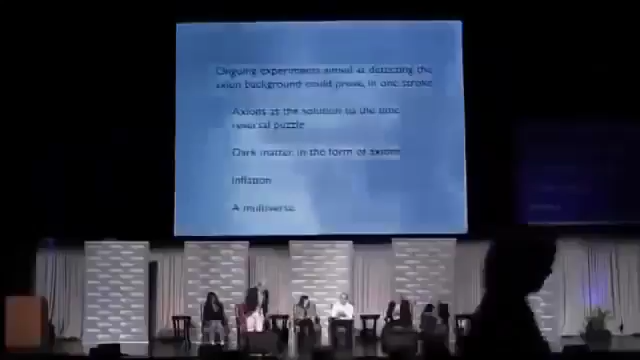 Ongoing experiments aimed at detecting the
axion background could prove, in one stroke
Axions as the solution to the time
reversal puzzle
Dark matter in the form of axions
Inflation
A multiverse